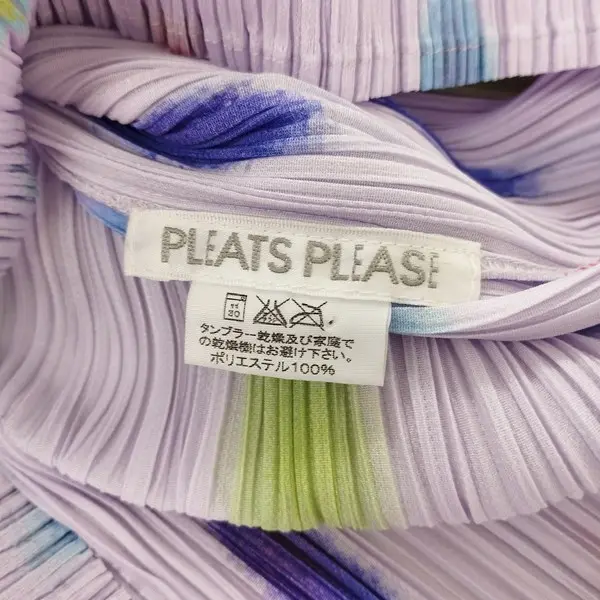 PLEATS PLEASE
タンブラー乾燥及び家庭で
の乾燥機はお避け下さい。
ポリエステル100%